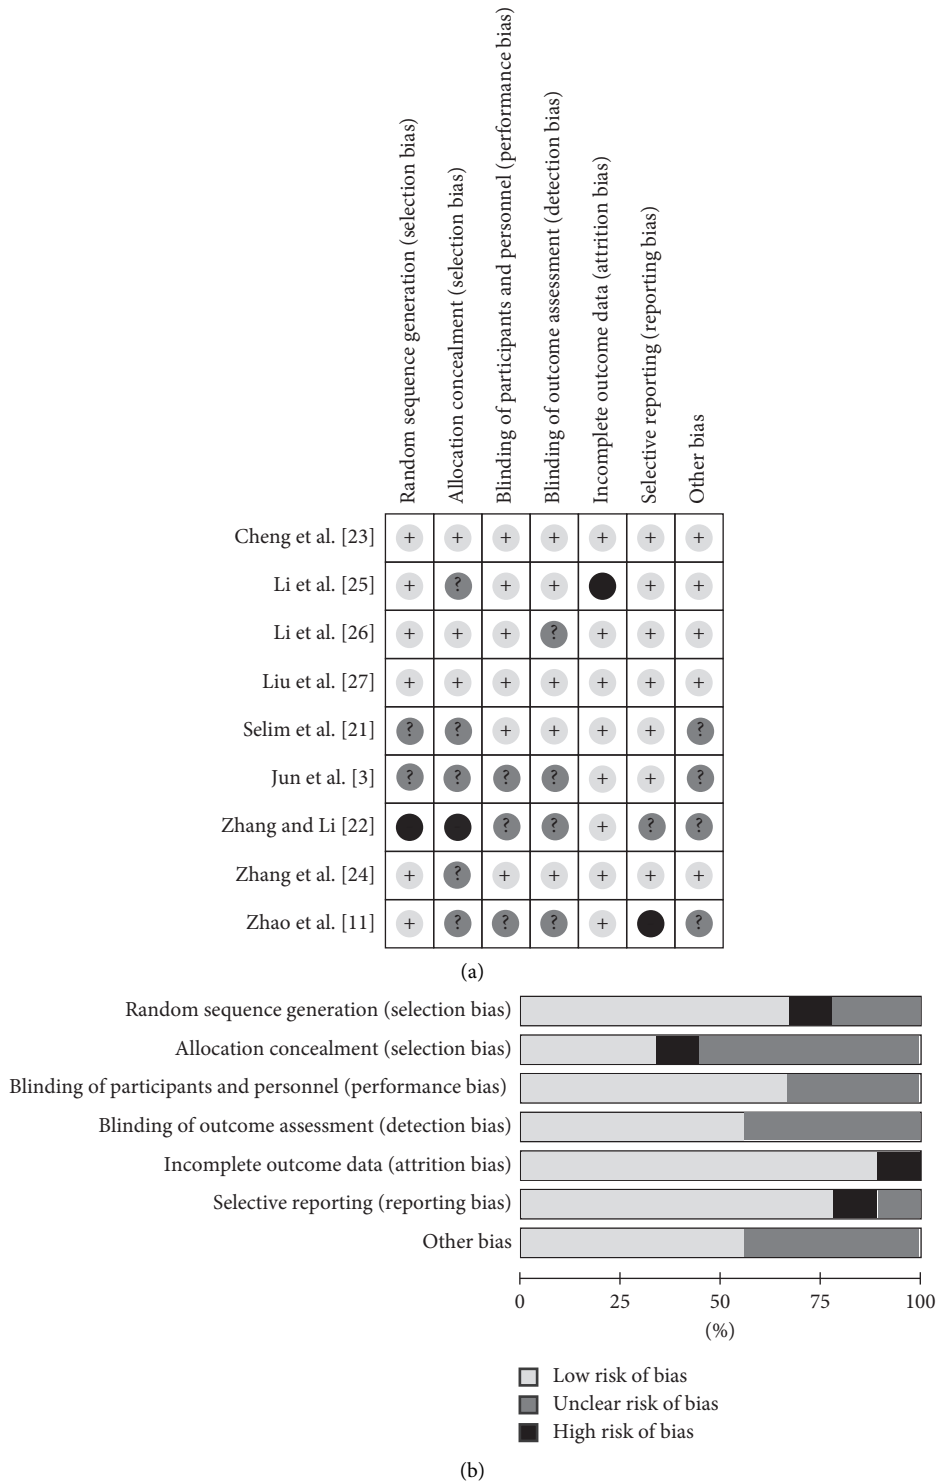 Random sequence generation (selection bias)
Allocation concealment (selection bias)
Blinding of participants and personnel (performance bias)
Blinding of outcome assessment (detection bias)
Incomplete outcome data (attrition bias)
Selective reporting (reporting bias)
Other bias
Cheng et al. [23] + + + + + + +
Li et al. [25] + ? + + + +
Li et al. [26] + + + ? + + +
Liu et al. [27] + + + + + + +
Selim et al. [21] ? ? + + + + ?
Jun et al. [3] ? ? ? ? + + ?
Zhang and Li [22] ? ? + ? ?
Zhang et al. [24] + ? + + + + +
Zhao et al. [11] + ? ? ? + ?
(a)
Random sequence generation (selection bias)
Allocation concealment (selection bias)
Blinding of participants and personnel (performance bias)
Blinding of outcome assessment (detection bias)
Incomplete outcome data (attrition bias)
Selective reporting (reporting bias)
Other bias
0 25 50 75 100
(%)
Low risk of bias
Unclear risk of bias
High risk of bias
(b)